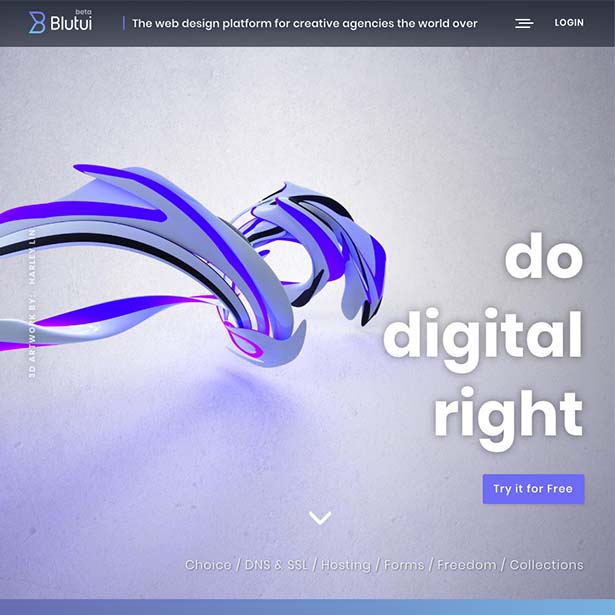 beta
Blutui
The web design platform for creative agencies the world over
LOGIN
do
digital
right
3D ARTWORK BY: HARLEY LN
Try it for Free
Choice / DNS & SSL / Hosting / Forms / Freedom / Collections